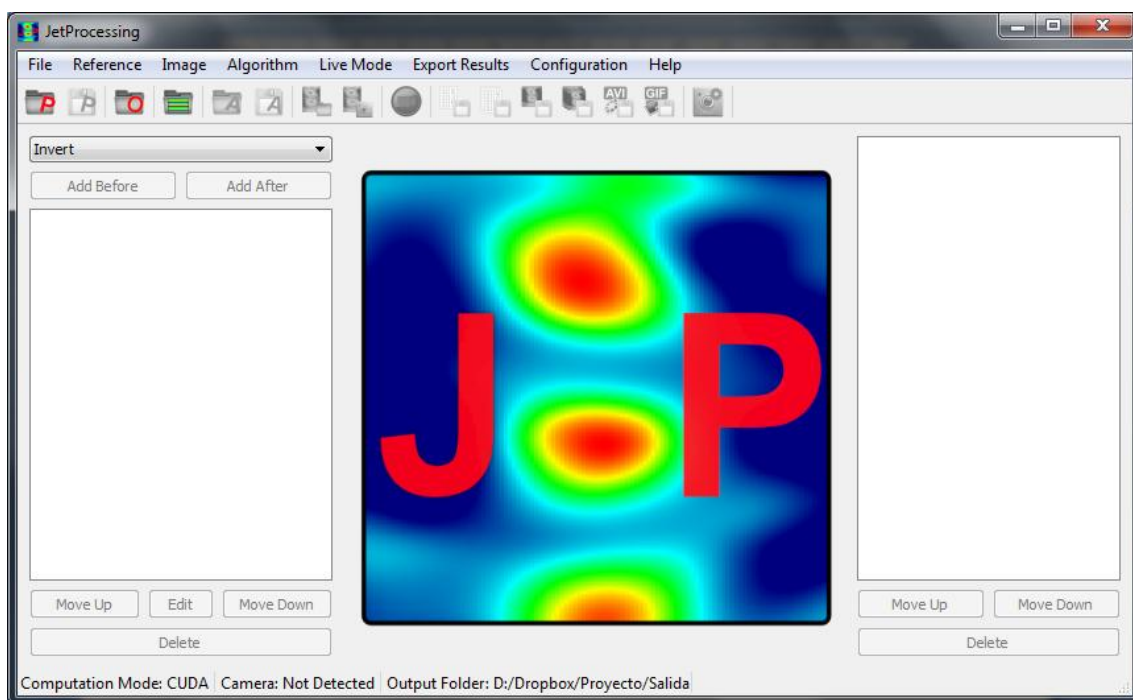 JetProcessing
File Reference Image Algorithm Live Mode Export Results Configuration Help
P P O A A AVI GIF
Invert
Add Before Add After
J P
Move Up Edit Move Down Move Up Move Down
Delete Delete
Computation Mode: CUDA Camera: Not Detected Output Folder: D:/Dropbox/Proyecto/Salida